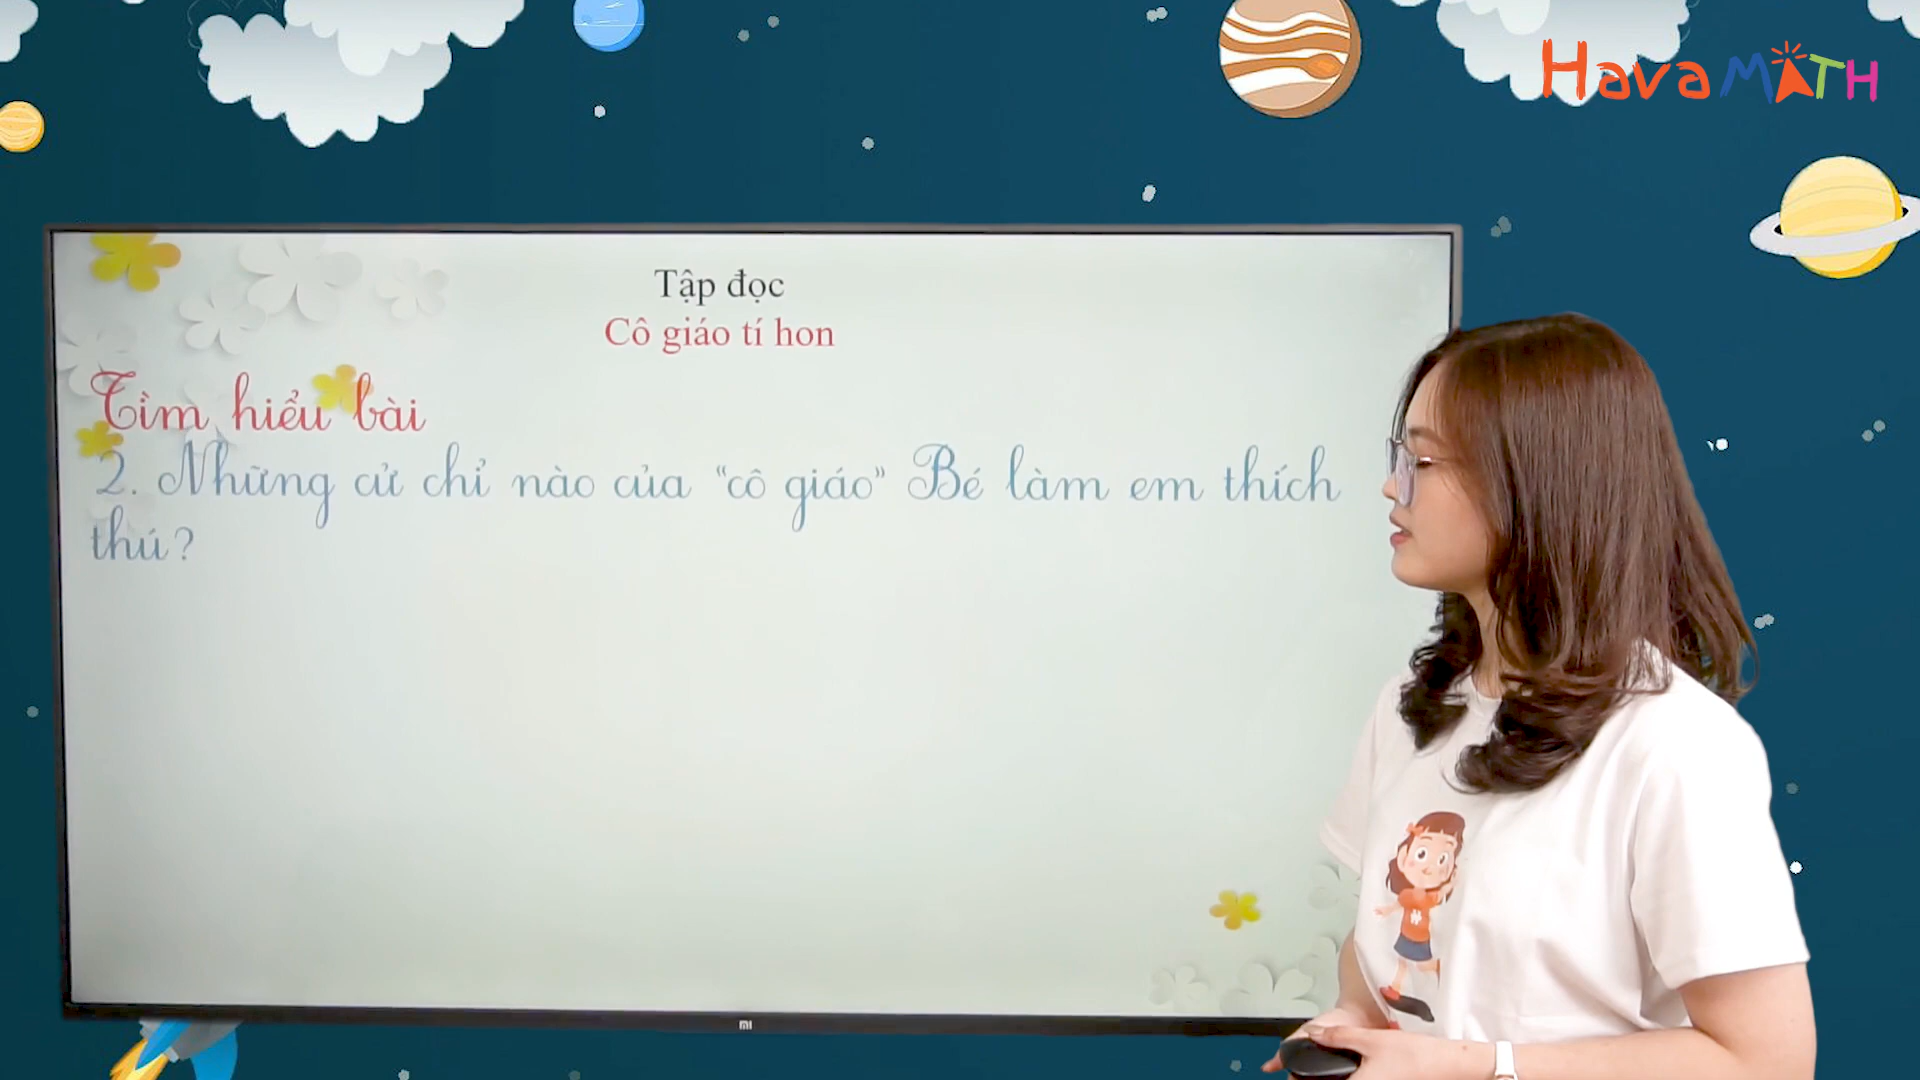 HavaMATH
Tập đọc
Cô giáo tí hon
Tìm hiểu bài
2. Những cử chỉ nào của "cô giáo" Bé làm em thích
thú?
mi